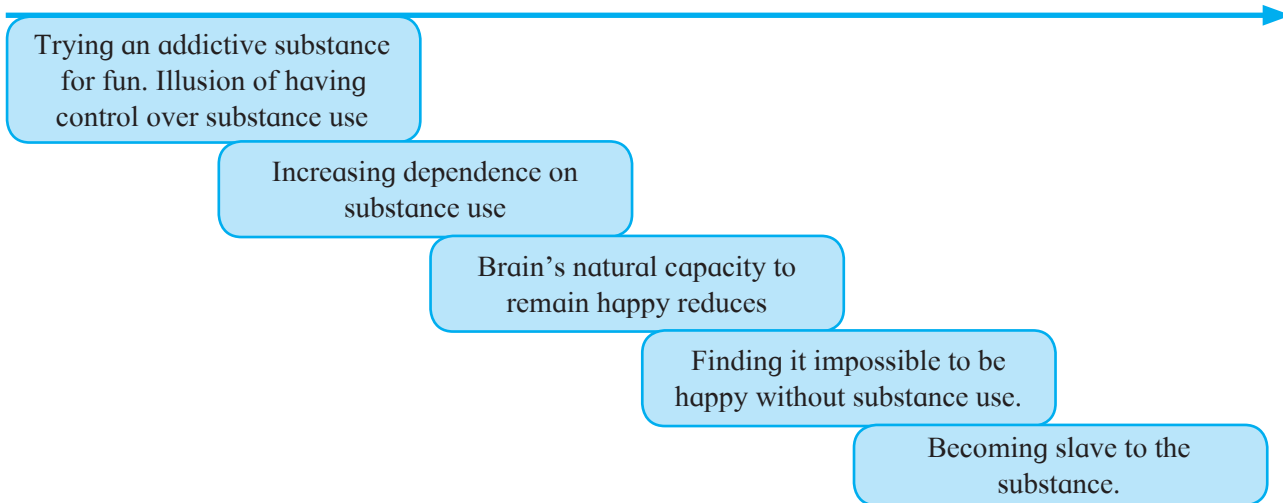 Trying an addictive substance
for fun. Illusion of having
control over substance use
Increasing dependence on
substance use
Brain’s natural capacity to
remain happy reduces
Finding it impossible to be
happy without substance use.
Becoming slave to the
substance.